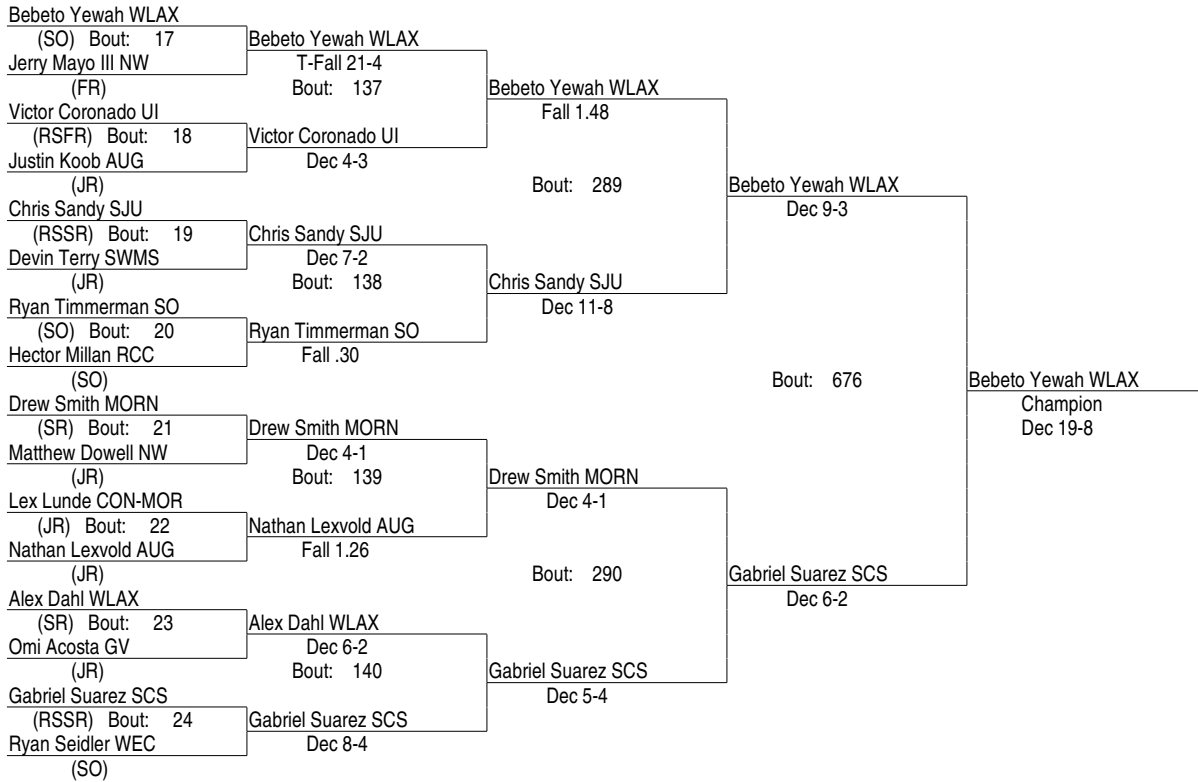 Bebeto Yewah WLAX
(SO) Bout: 17
Jerry Mayo III NW
(FR)
Victor Coronado UI
(RSFR) Bout: 18
Justin Koob AUG
(JR)
Chris Sandy SJU
(RSSR) Bout: 19
Devin Terry SWMS
(JR)
Ryan Timmerman SO
(SO) Bout: 20
Hector Millan RCC
(SO)
Drew Smith MORN
(SR) Bout: 21
Matthew Dowell NW
(JR)
Lex Lunde CON-MOR
(JR) Bout: 22
Nathan Lexvold AUG
(JR)
Alex Dahl WLAX
(SR) Bout: 23
Omi Acosta GV
(JR)
Gabriel Suarez SCS
(RSSR) Bout: 24
Ryan Seidler WEC
(SO)
Bebeto Yewah WLAX
T-Fall 21-4
Bout: 137
Victor Coronado UI
Dec 4-3
Chris Sandy SJU
Dec 7-2
Bout: 138
Ryan Timmerman SO
Fall .30
Drew Smith MORN
Dec 4-1
Bout: 139
Nathan Lexvold AUG
Fall 1.26
Alex Dahl WLAX
Dec 6-2
Bout: 140
Gabriel Suarez SCS
Dec 8-4
Bebeto Yewah WLAX
Fall 1.48
Bout: 289
Chris Sandy SJU
Dec 11-8
Drew Smith MORN
Dec 4-1
Bout: 290
Gabriel Suarez SCS
Dec 5-4
Bebeto Yewah WLAX
Dec 9-3
Bout: 676
Gabriel Suarez SCS
Dec 6-2
Bebeto Yewah WLAX
Champion
Dec 19-8